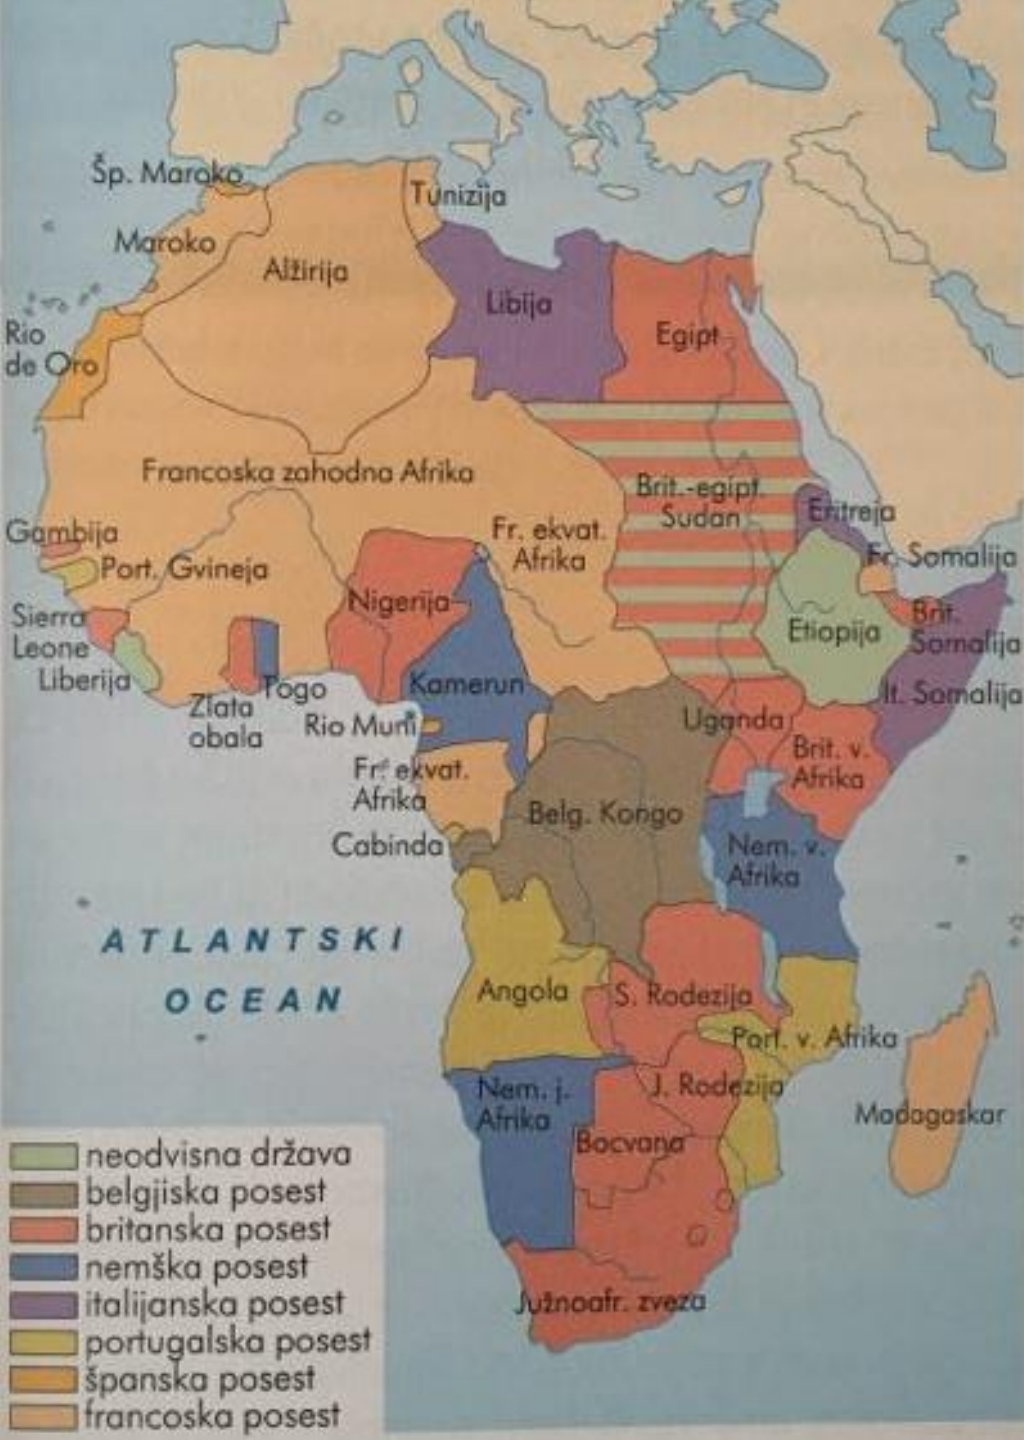 Šp. Maroko
Tunizija
Maroko
Alžirija
Libija
Egipt
Rio
de Oro
Francoska zahodna Afrika
Brit.-egipt.
Sudan
Eritreja
Gambija
Fr. ekvat.
Afrika
Fr. Somalija
Port. Gvineja
Nigerija
Sierra
Leone
Brit.
Somalija
Etiopija
Liberija
Togo
Kamerun
It. Somalija
Zlata
obala
Rio Muni
Uganda
Brit. v.
Afrika
Fr. ekvat.
Afrika
Belg. Kongo
Cabinda
Nem. v.
Afrika
ATLANTSKI
OCEAN
Angola
S. Rodezija
Port. v. Afrika
Nem. j.
Afrika
J. Rodezija
Madagaskar
Bocvana
Južnoafr. zveza
neodvisna država
belgjiska posest
britanska posest
nemška posest
italijanska posest
portugalska posest
španska posest
francoska posest